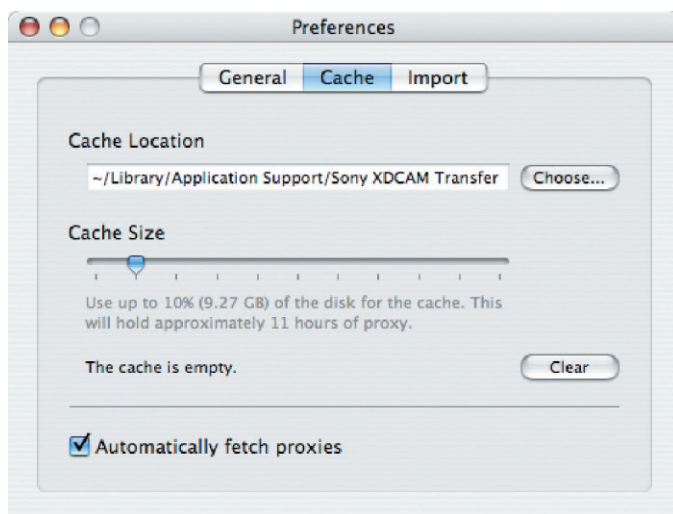 Preferences
General Cache Import
Cache Location
~/Library/Application Support/Sony XDCAM Transfer Choose...
Cache Size
Use up to 10% (9.27 GB) of the disk for the cache. This
will hold approximately 11 hours of proxy.
The cache is empty. Clear
Automatically fetch proxies